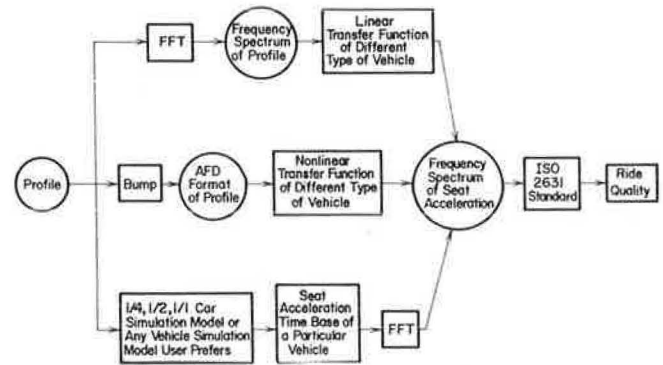 Profile
FFT
Frequency
Spectrum
of Profile
Linear
Transfer Function
of Different
Type of Vehicle
Bump
AFD
Format
of Profile
Nonlinear
Transfer Function
of Different Type
of Vehicle
1/4, 1/2, 1/1 Car
Simulation Model or
Any Vehicle Simulation
Model User Prefers
Seat
Acceleration
Time Base of
a Particular
Vehicle
FFT
Frequency
Spectrum
of Seat
Acceleration
ISO
2631
Standard
Ride
Quality